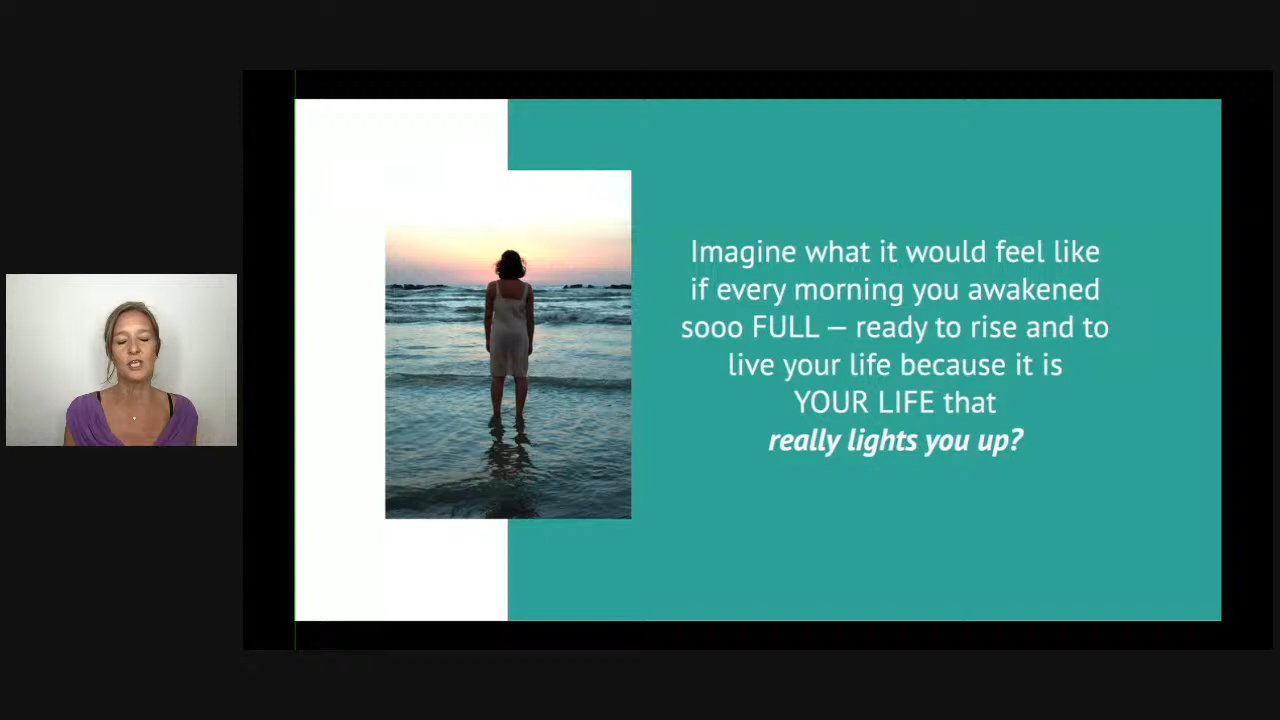 Imagine what it would feel like
if every morning you awakened
sooo FULL — ready to rise and to
live your life because it is
YOUR LIFE that
really lights you up?